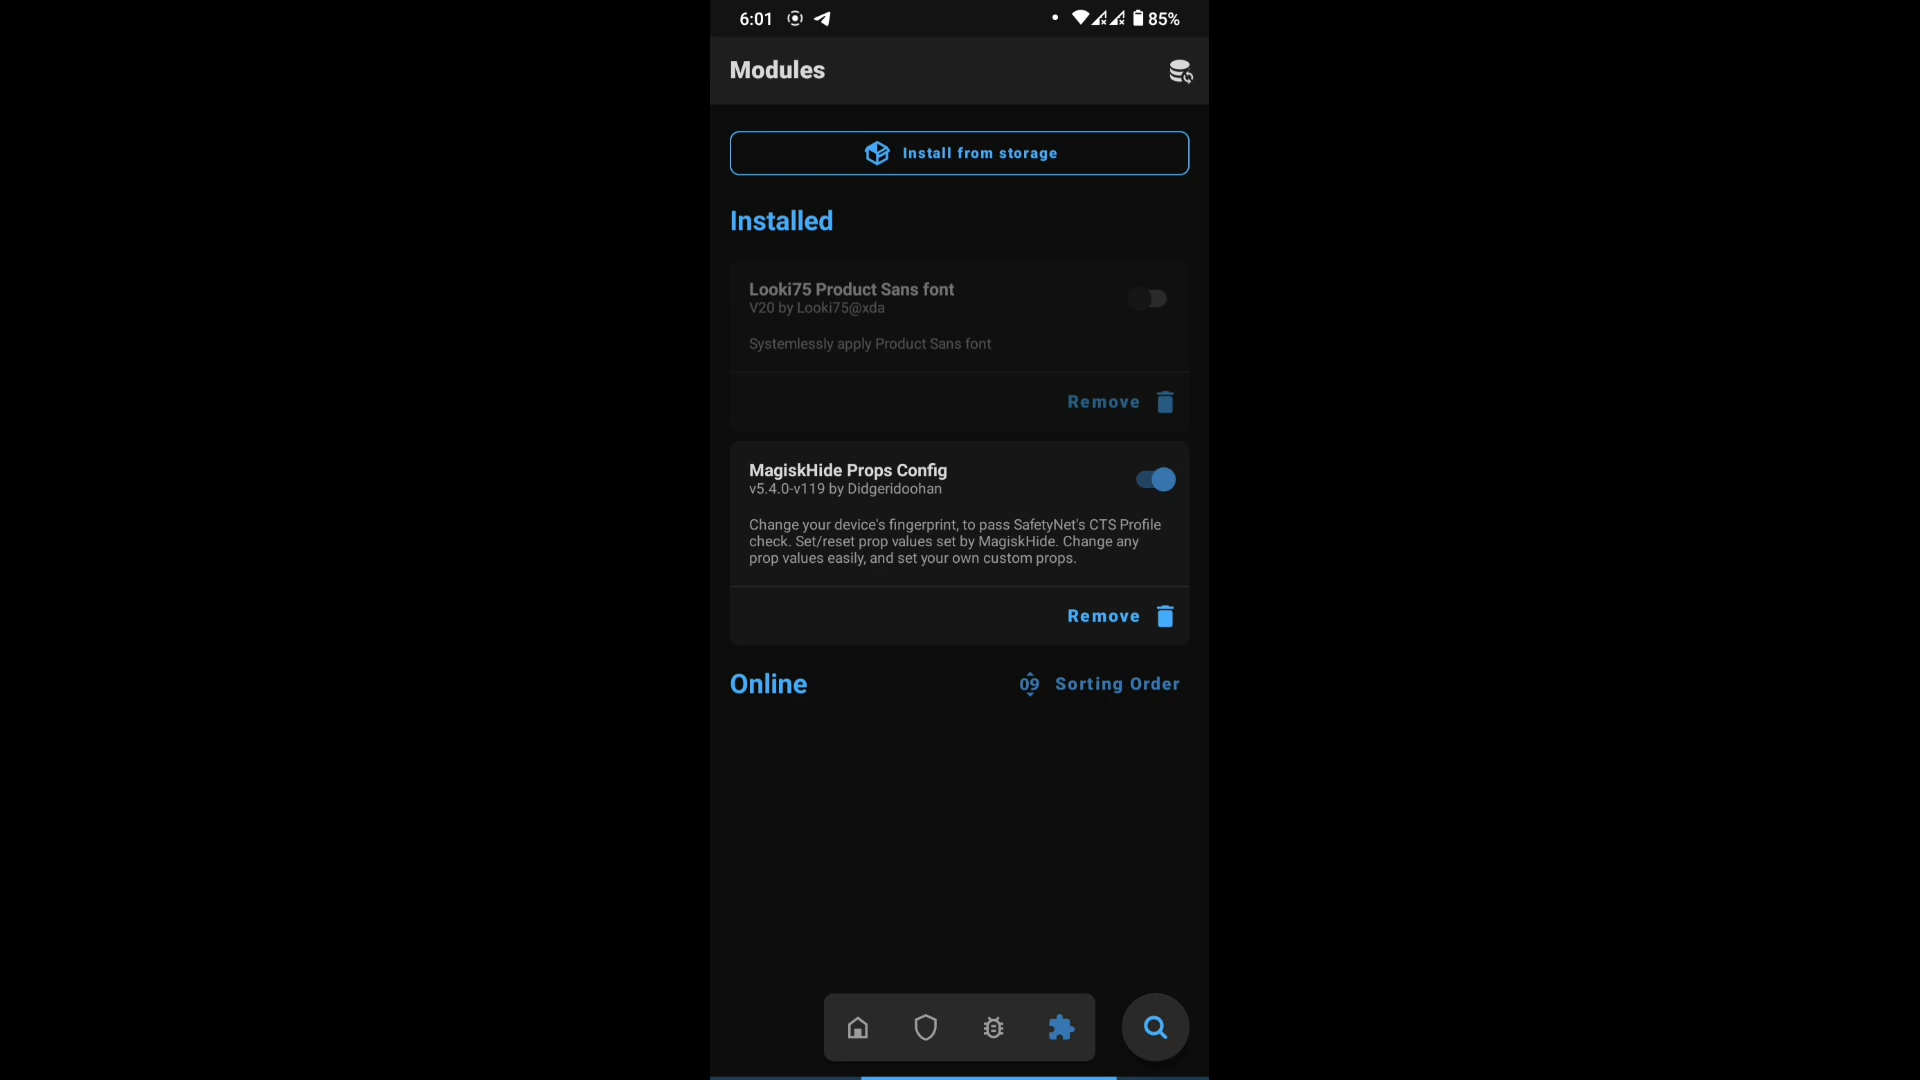 6:01
85%
Modules
Install from storage
Installed
Looki75 Product Sans font
V20 by Looki75@xda
Systemlessly apply Product Sans font
Remove
MagiskHide Props Config
v5.4.0-v119 by Didgeridoohan
Change your device's fingerprint, to pass SafetyNet's CTS Profile
check. Set/reset prop values set by MagiskHide. Change any
prop values easily, and set your own custom props.
Remove
Online
09 Sorting Order